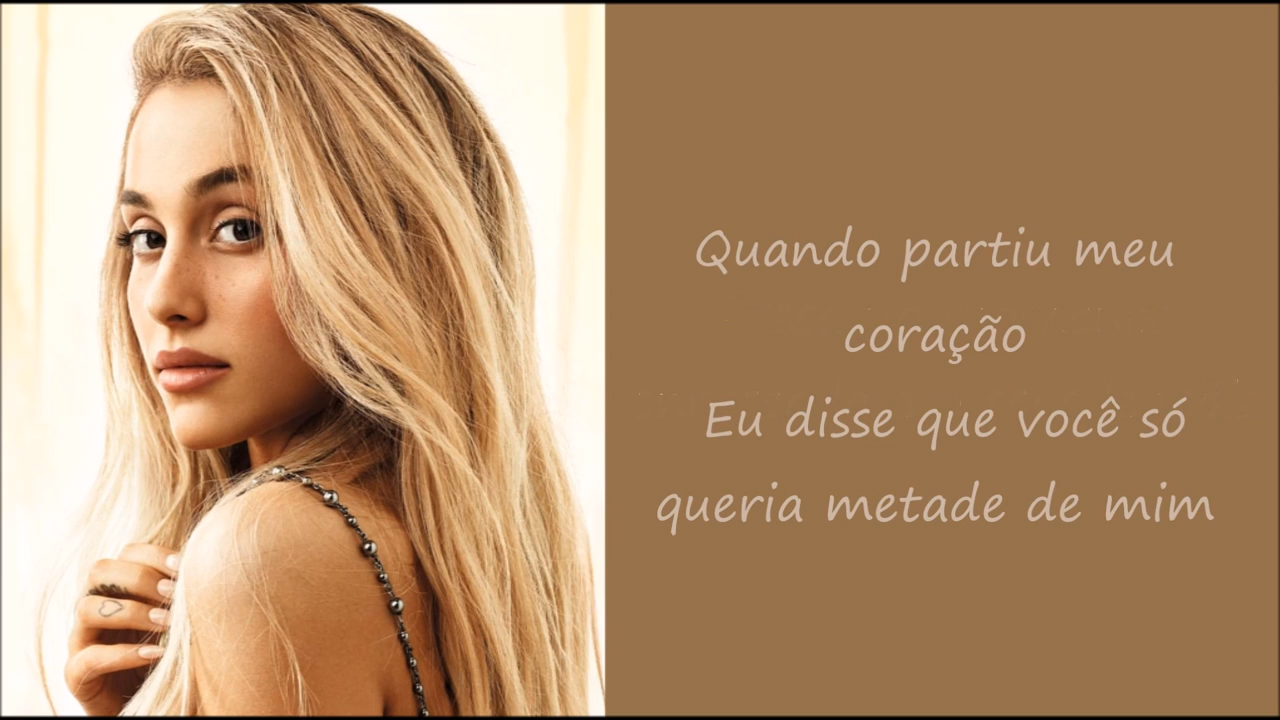 Quando partiu meu
coração
Eu disse que você só
queria metade de mim